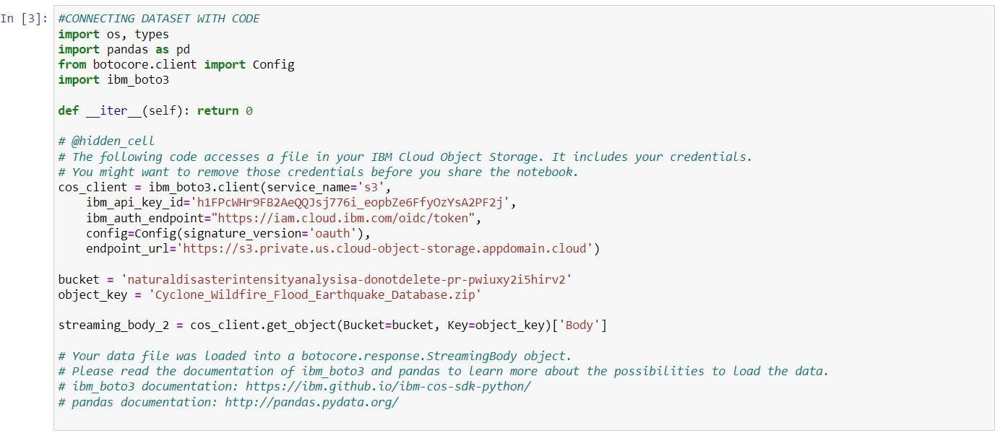 In [3]: #CONNECTING DATASET WITH CODE
import os, types
import pandas as pd
from botocore.client import Config
import ibm_boto3
def __iter__(self): return 0
# @hidden_cell
# The following code accesses a file in your IBM Cloud Object Storage. It includes your credentials.
# You might want to remove those credentials before you share the notebook.
cos_client = ibm_boto3.client(service_name='s3',
ibm_api_key_id='h1FPcWHr9FB2AeQQJsj776i_eopbZe6FfyOzYsA2PF2j',
ibm_auth_endpoint="https://iam.cloud.ibm.com/oidc/token",
config=Config(signature_version='oauth'),
endpoint_url='https://s3.private.us.cloud-object-storage.appdomain.cloud')
bucket = 'naturaldisasterintensityanalysisa-donotdelete-pr-pwiuxy2i5hirv2'
object_key = 'Cyclone_Wildfire_Flood_Earthquake_Database.zip'
streaming_body_2 = cos_client.get_object(Bucket=bucket, Key=object_key)['Body']
# Your data file was loaded into a botocore.response.StreamingBody object.
# Please read the documentation of ibm_boto3 and pandas to learn more about the possibilities to load the data.
# ibm_boto3 documentation: https://ibm.github.io/ibm-cos-sdk-python/
# pandas documentation: http://pandas.pydata.org/